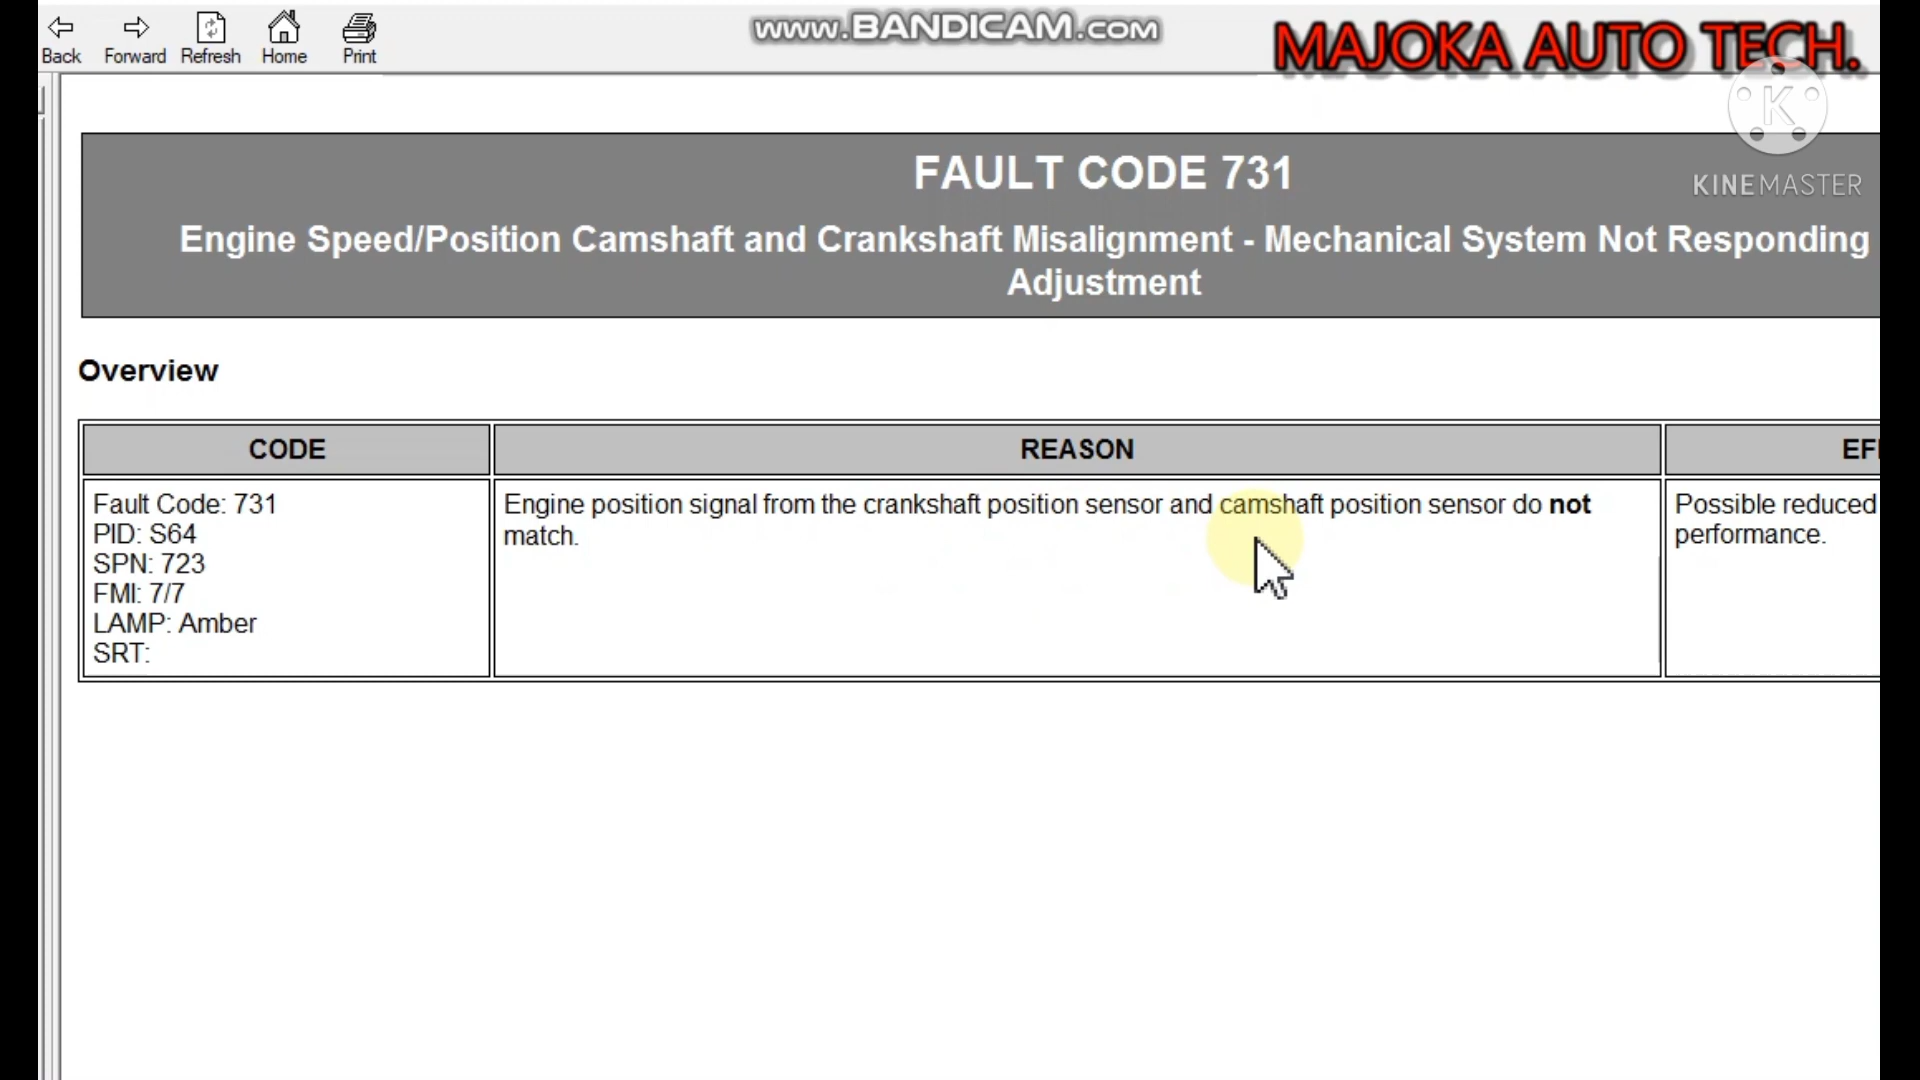 www.BANDICAM.com
MAJOKA AUTO TECH.
Back Forward Refresh Home Print
K
KINEMASTER
FAULT CODE 731
Engine Speed/Position Camshaft and Crankshaft Misalignment - Mechanical System Not Responding
Adjustment
Overview
CODE REASON EF
Fault Code: 731
PID: S64
SPN: 723
FMI: 7/7
LAMP: Amber
SRT:
Engine position signal from the crankshaft position sensor and camshaft position sensor do not
match.
Possible reduced
performance.